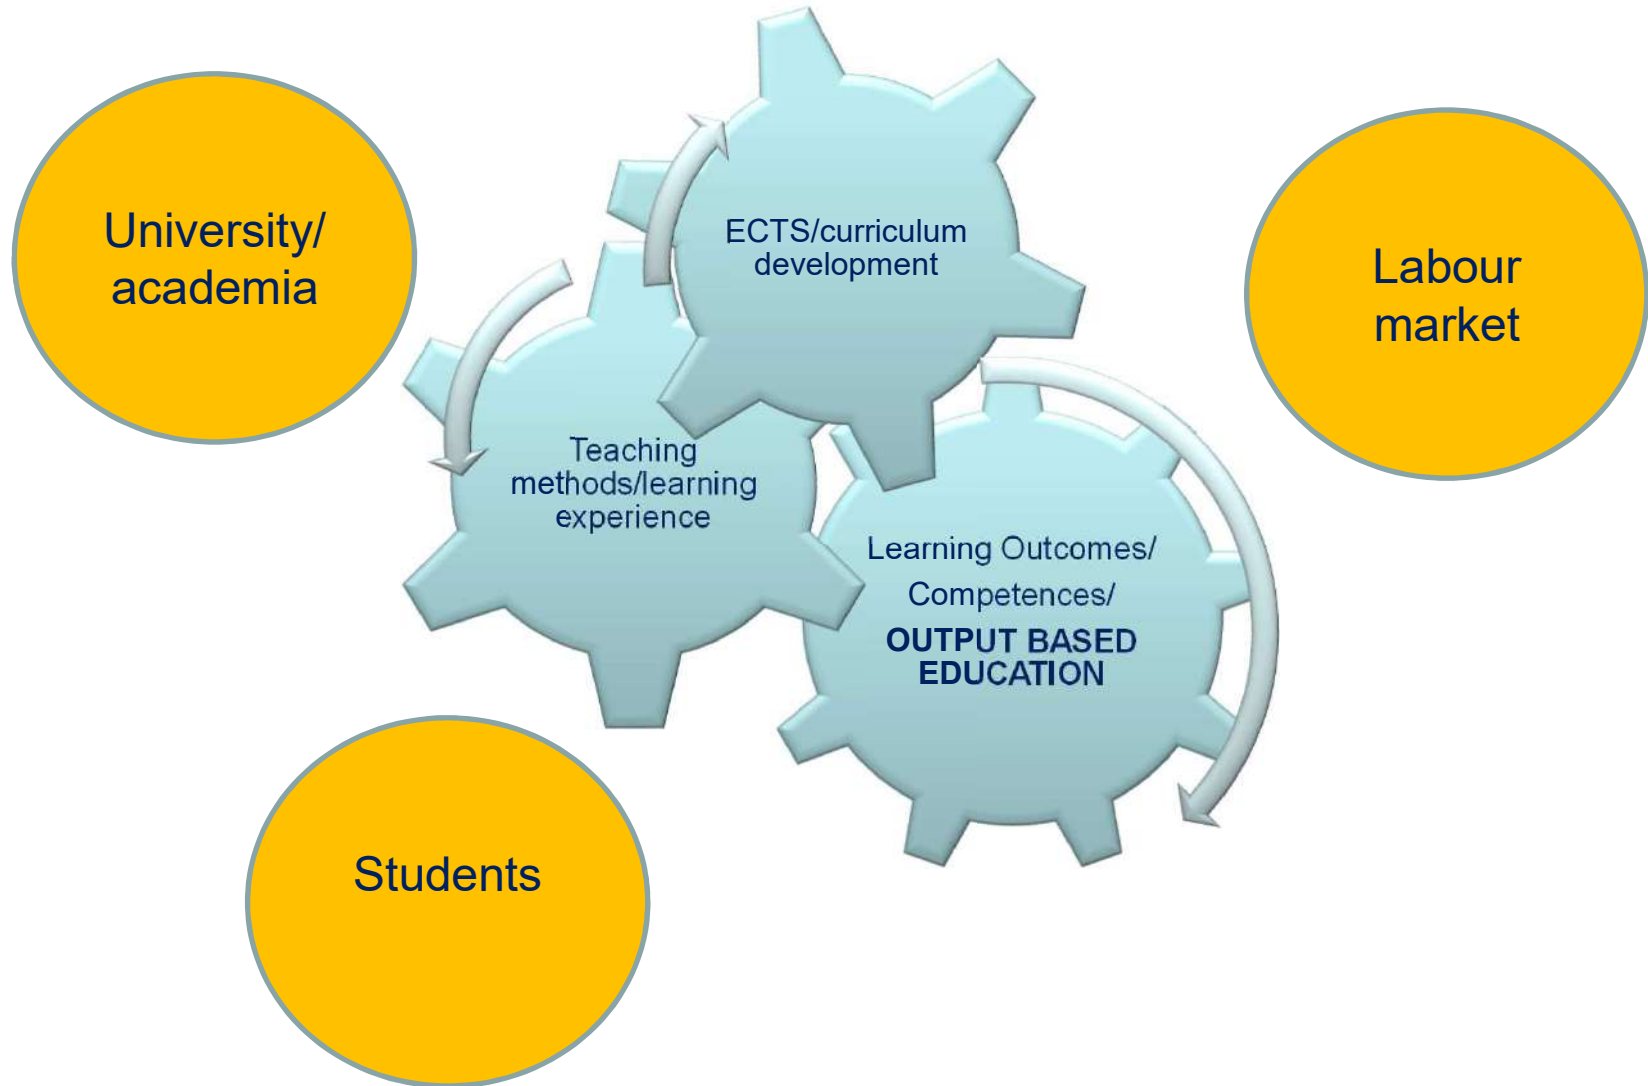 University/
academia
ECTS/curriculum
development
Labour
market
Teaching
methods/learning
experience
Learning Outcomes/
Competences/
OUTPUT BASED
EDUCATION
Students